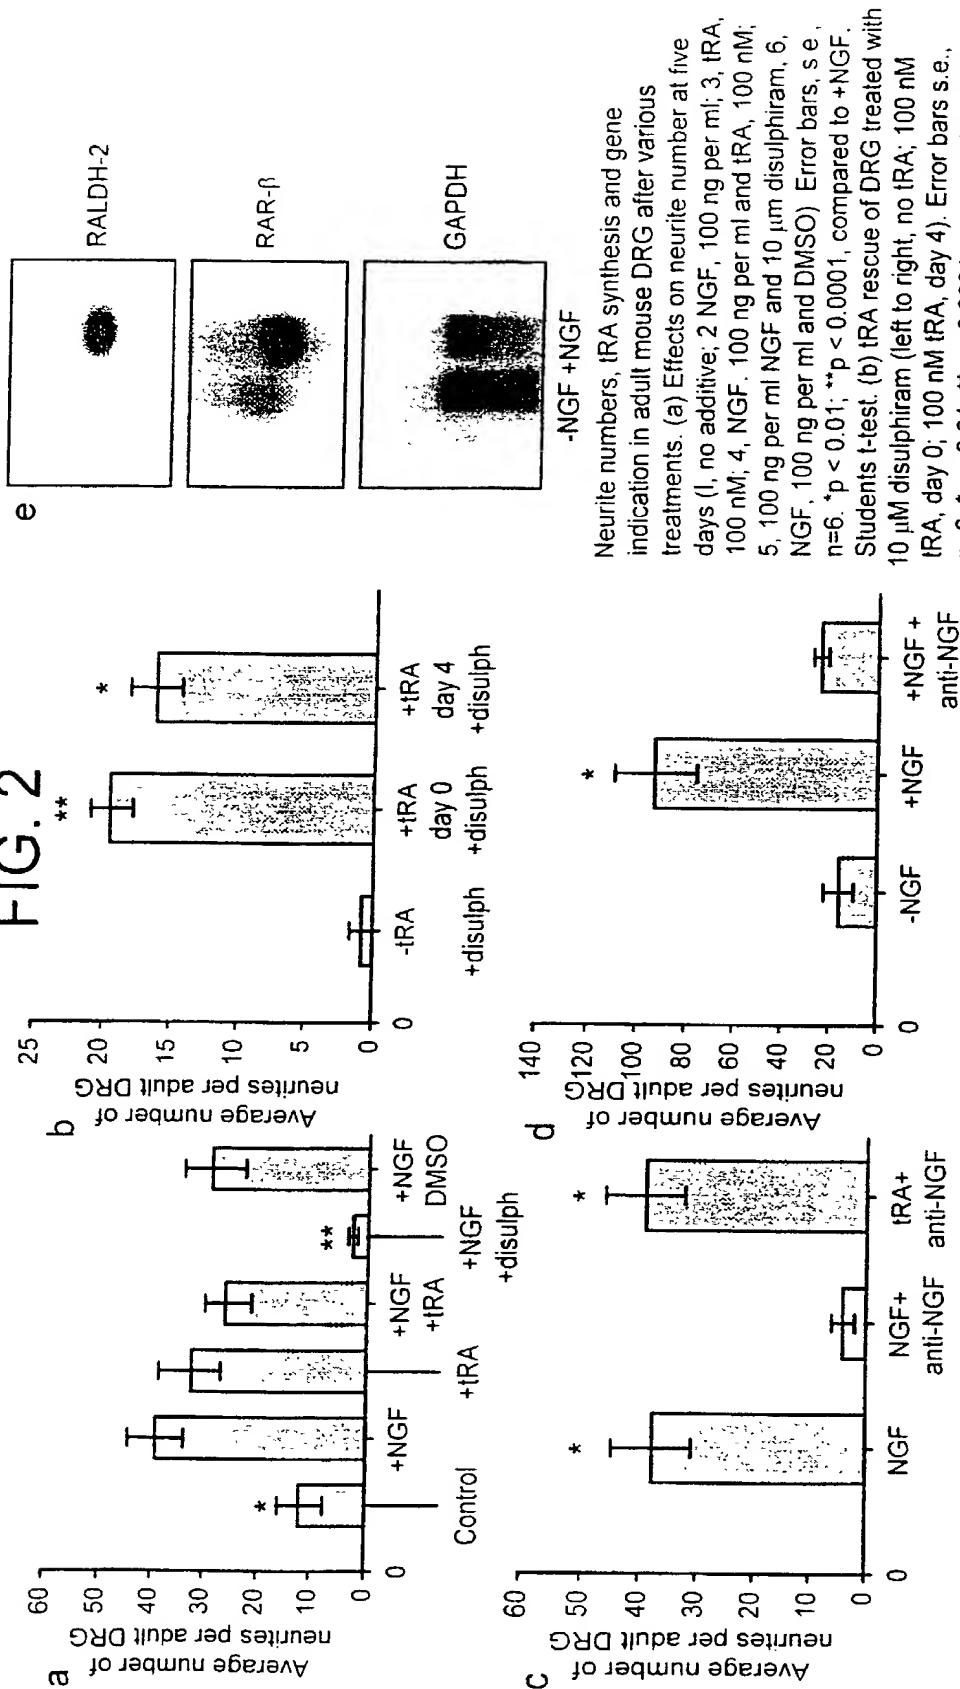 FIG. 2
a
Average number of
neurites per adult DRG
60
50
40
30
20
10
0
0
Control
+NGF
+tRA
+NGF
+tRA
+NGF
+disulph
+NGF
DMSO
*
**
b
Average number of
neurites per adult DRG
25
20
15
10
5
0
0
-tRA
+disulph
+tRA
day 0
+disulph
+tRA
day 4
+disulph
**
*
c
Average number of
neurites per adult DRG
60
50
40
30
20
10
0
0
NGF
NGF+
anti-NGF
tRA+
anti-NGF
*
*
d
Average number of
neurites per adult DRG
140
120
100
80
60
40
20
0
0
-NGF
+NGF
+NGF +
anti-NGF
*
e
RALDH-2
RAR-β
GAPDH
-NGF +NGF
Neurite numbers, tRA synthesis and gene
indication in adult mouse DRG after various
treatments. (a) Effects on neurite number at five
days (l, no additive; 2 NGF, 100 ng per ml; 3, tRA,
100 nM; 4, NGF. 100 ng per ml and tRA, 100 nM;
5, 100 ng per ml NGF and 10 µm disulphiram, 6,
NGF, 100 ng per ml and DMSO) Error bars, s e ,
n=6. *p < 0.01; **p < 0.0001, compared to +NGF.
Students t-test. (b) tRA rescue of DRG treated with
10 µM disulphiram (left to right, no tRA; 100 nM
tRA, day 0; 100 nM tRA, day 4). Error bars s.e.,